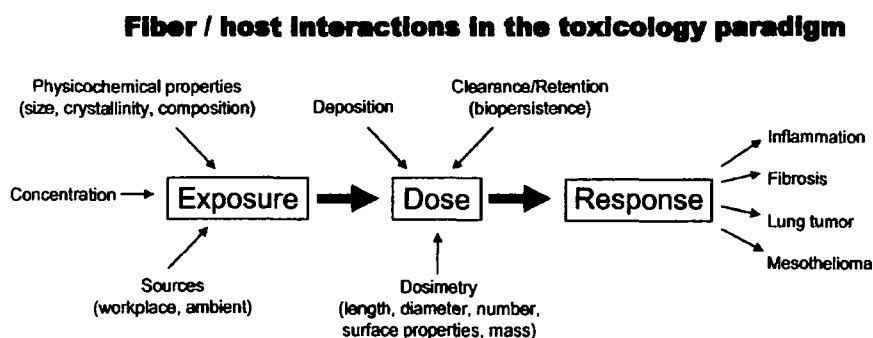 Fiber / host interactions in the toxicology paradigm
Physicochemical properties
(size, crystallinity, composition)
Deposition
Clearance/Retention
(biopersistence)
Concentration
Exposure
Dose
Response
Inflammation
Fibrosis
Lung tumor
Mesothelioma
Sources
(workplace, ambient)
Dosimetry
(length, diameter, number,
surface properties, mass)